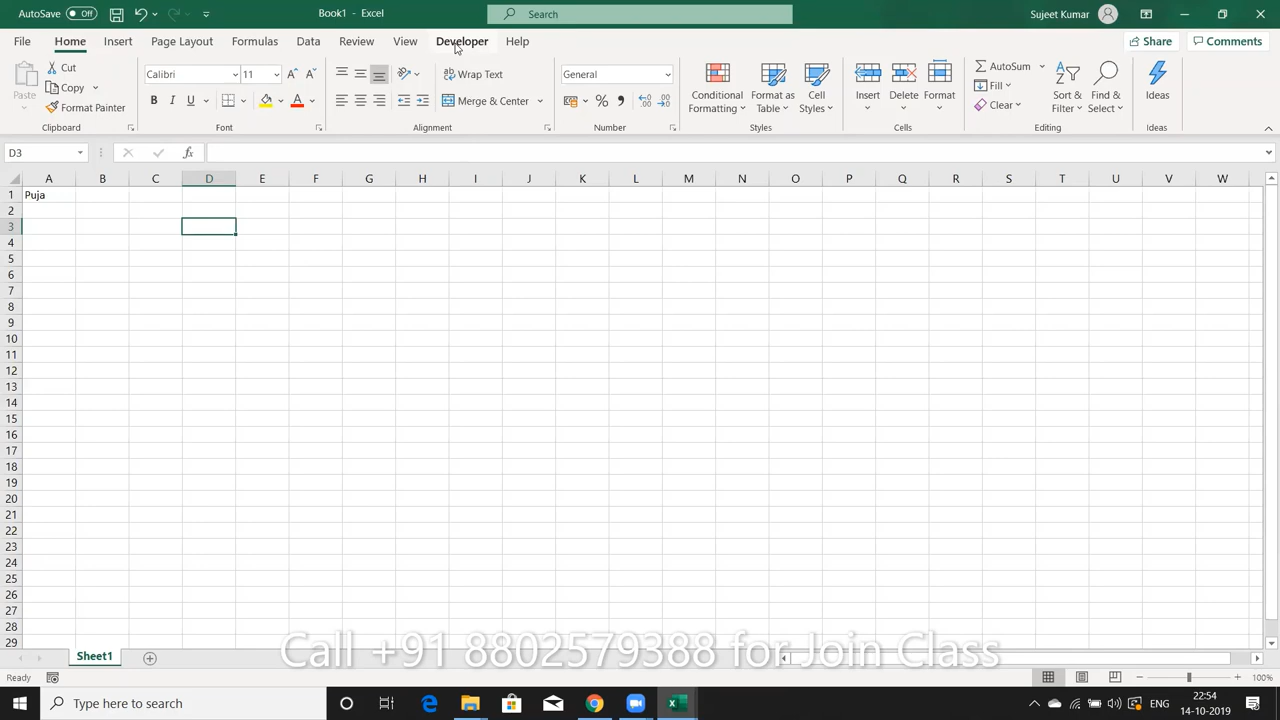 AutoSave Off Book1 - Excel Search Sujeet Kumar
File Home Insert Page Layout Formulas Data Review View Developer Help Share Comments
Paste Cut Copy Format Painter Clipboard
Calibri 11 B I U A Font
Wrap Text Merge & Center Alignment
General % Number
Conditional Formatting Format as Table Cell Styles Styles
Insert Delete Format Cells
AutoSum Fill Clear Sort & Filter Find & Select Editing
Ideas Ideas
D3 fx
A B C D E F G H I J K L M N O P Q R S T U V W
1 Puja
2
3
4
5
6
7
8
9
10
11
12
13
14
15
16
17
18
19
20
21
22
23
24
25
26
27
28
29
Call +91 8802579388 for Join Class
Sheet1
Ready 100%
Type here to search ENG 22:54
14-10-2019